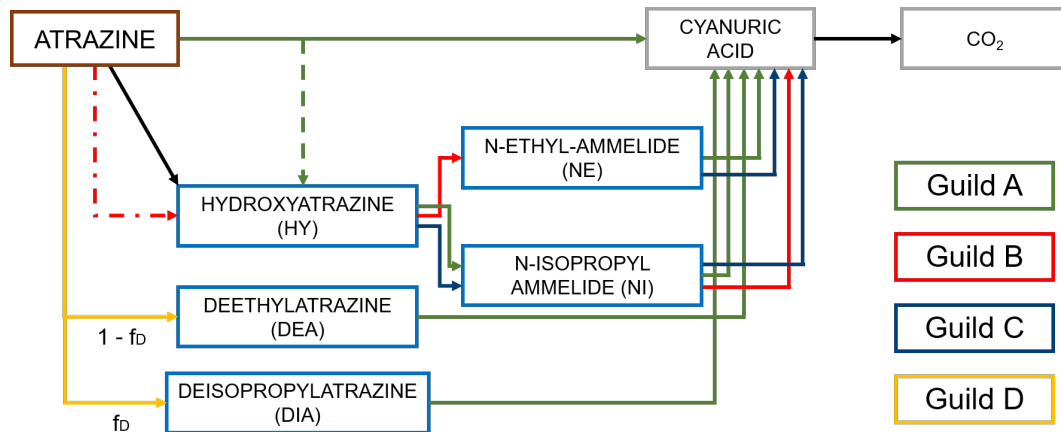 ATRAZINE
CYANURIC
ACID
CO₂
N-ETHYL-AMMELIDE
(NE)
HYDROXYATRAZINE
(HY)
N-ISOPROPYL
AMMELIDE (NI)
DEETHYLATRAZINE
(DEA)
1 - fD
DEISOPROPYLATRAZINE
(DIA)
fD
Guild A
Guild B
Guild C
Guild D